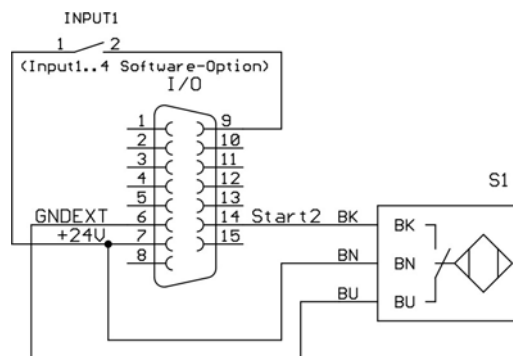 INPUT1
1 2
(Input1..4 Software-Option)
I/O
1 9
2 10
3 11
4 12
5 13
GNDEXT 6 14 Start2 BK
+24V 7 15
8
S1
BK
BN BN
BU BU